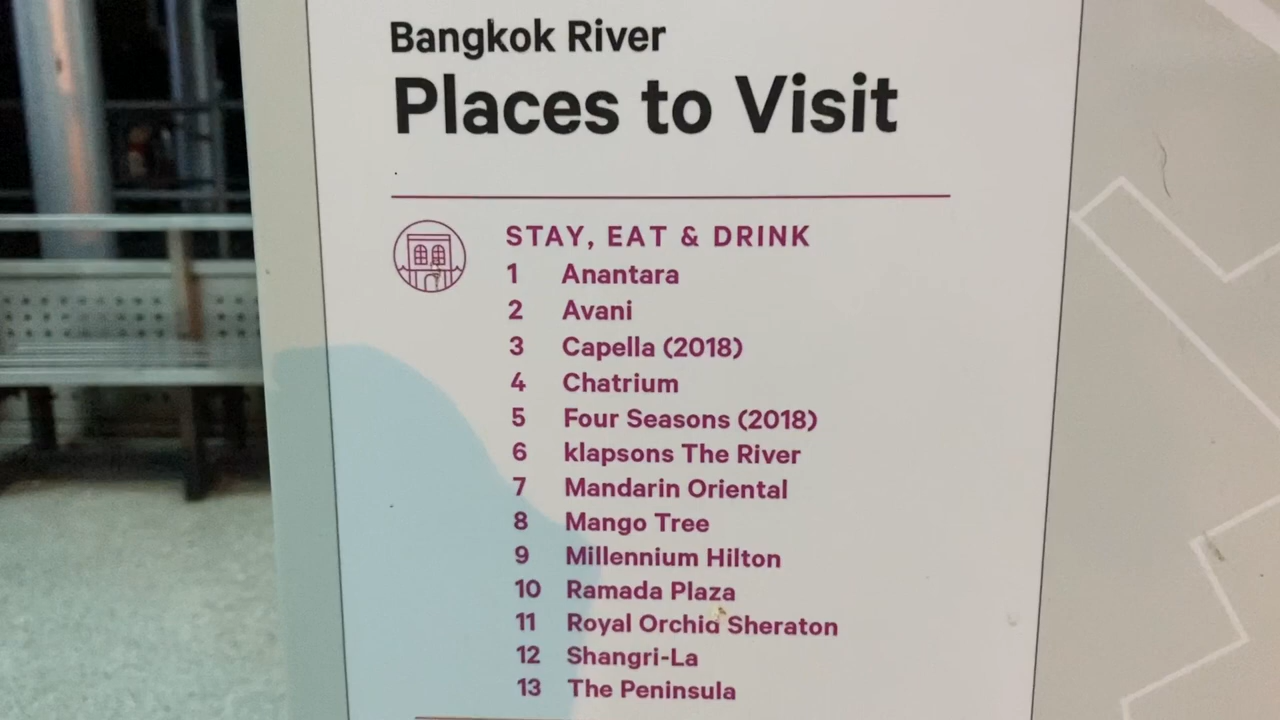 Bangkok River
Places to Visit
STAY, EAT & DRINK
1 Anantara
2 Avani
3 Capella (2018)
4 Chatrium
5 Four Seasons (2018)
6 klapsons The River
7 Mandarin Oriental
8 Mango Tree
9 Millennium Hilton
10 Ramada Plaza
11 Royal Orchid Sheraton
12 Shangri-La
13 The Peninsula